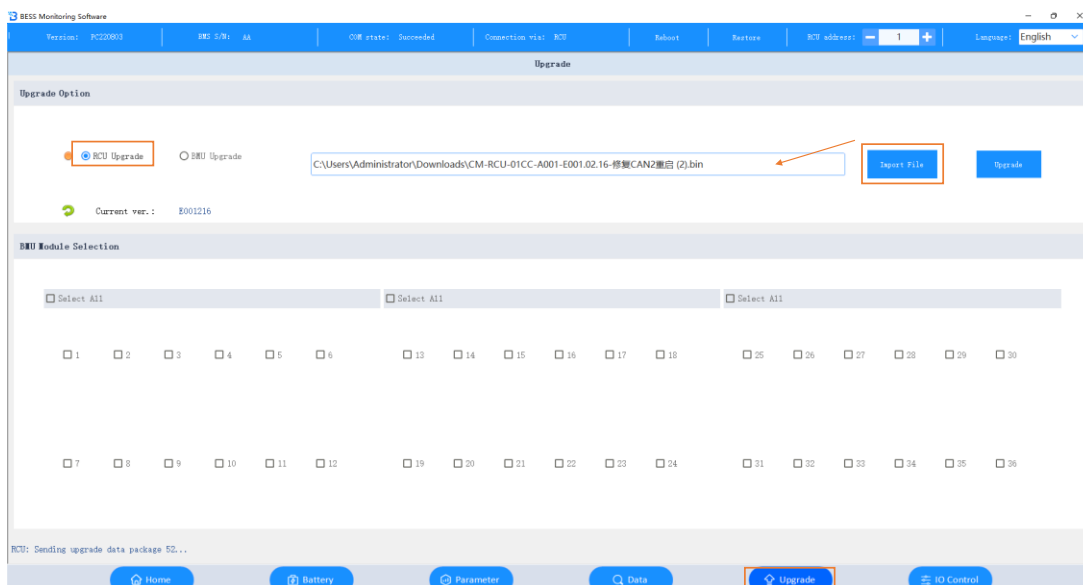 BESS Monitoring Software
Version: PC220803 BMS S/N: AA COM state: Succeeded Connection via: RCU Reboot Restore RCU address: 1 Language: English
Upgrade
Upgrade Option
RCU Upgrade BMU Upgrade C:\Users\Administrator\Downloads\CM-RCU-01CC-A001-E001.02.16-修复CAN2重启 (2).bin Import File Upgrade
Current ver.: E001216
BMU Module Selection
Select All Select All Select All
1 2 3 4 5 6 13 14 15 16 17 18 25 26 27 28 29 30
7 8 9 10 11 12 19 20 21 22 23 24 31 32 33 34 35 36
RCU: Sending upgrade data package 52...
Home Battery Parameter Data Upgrade IO Control